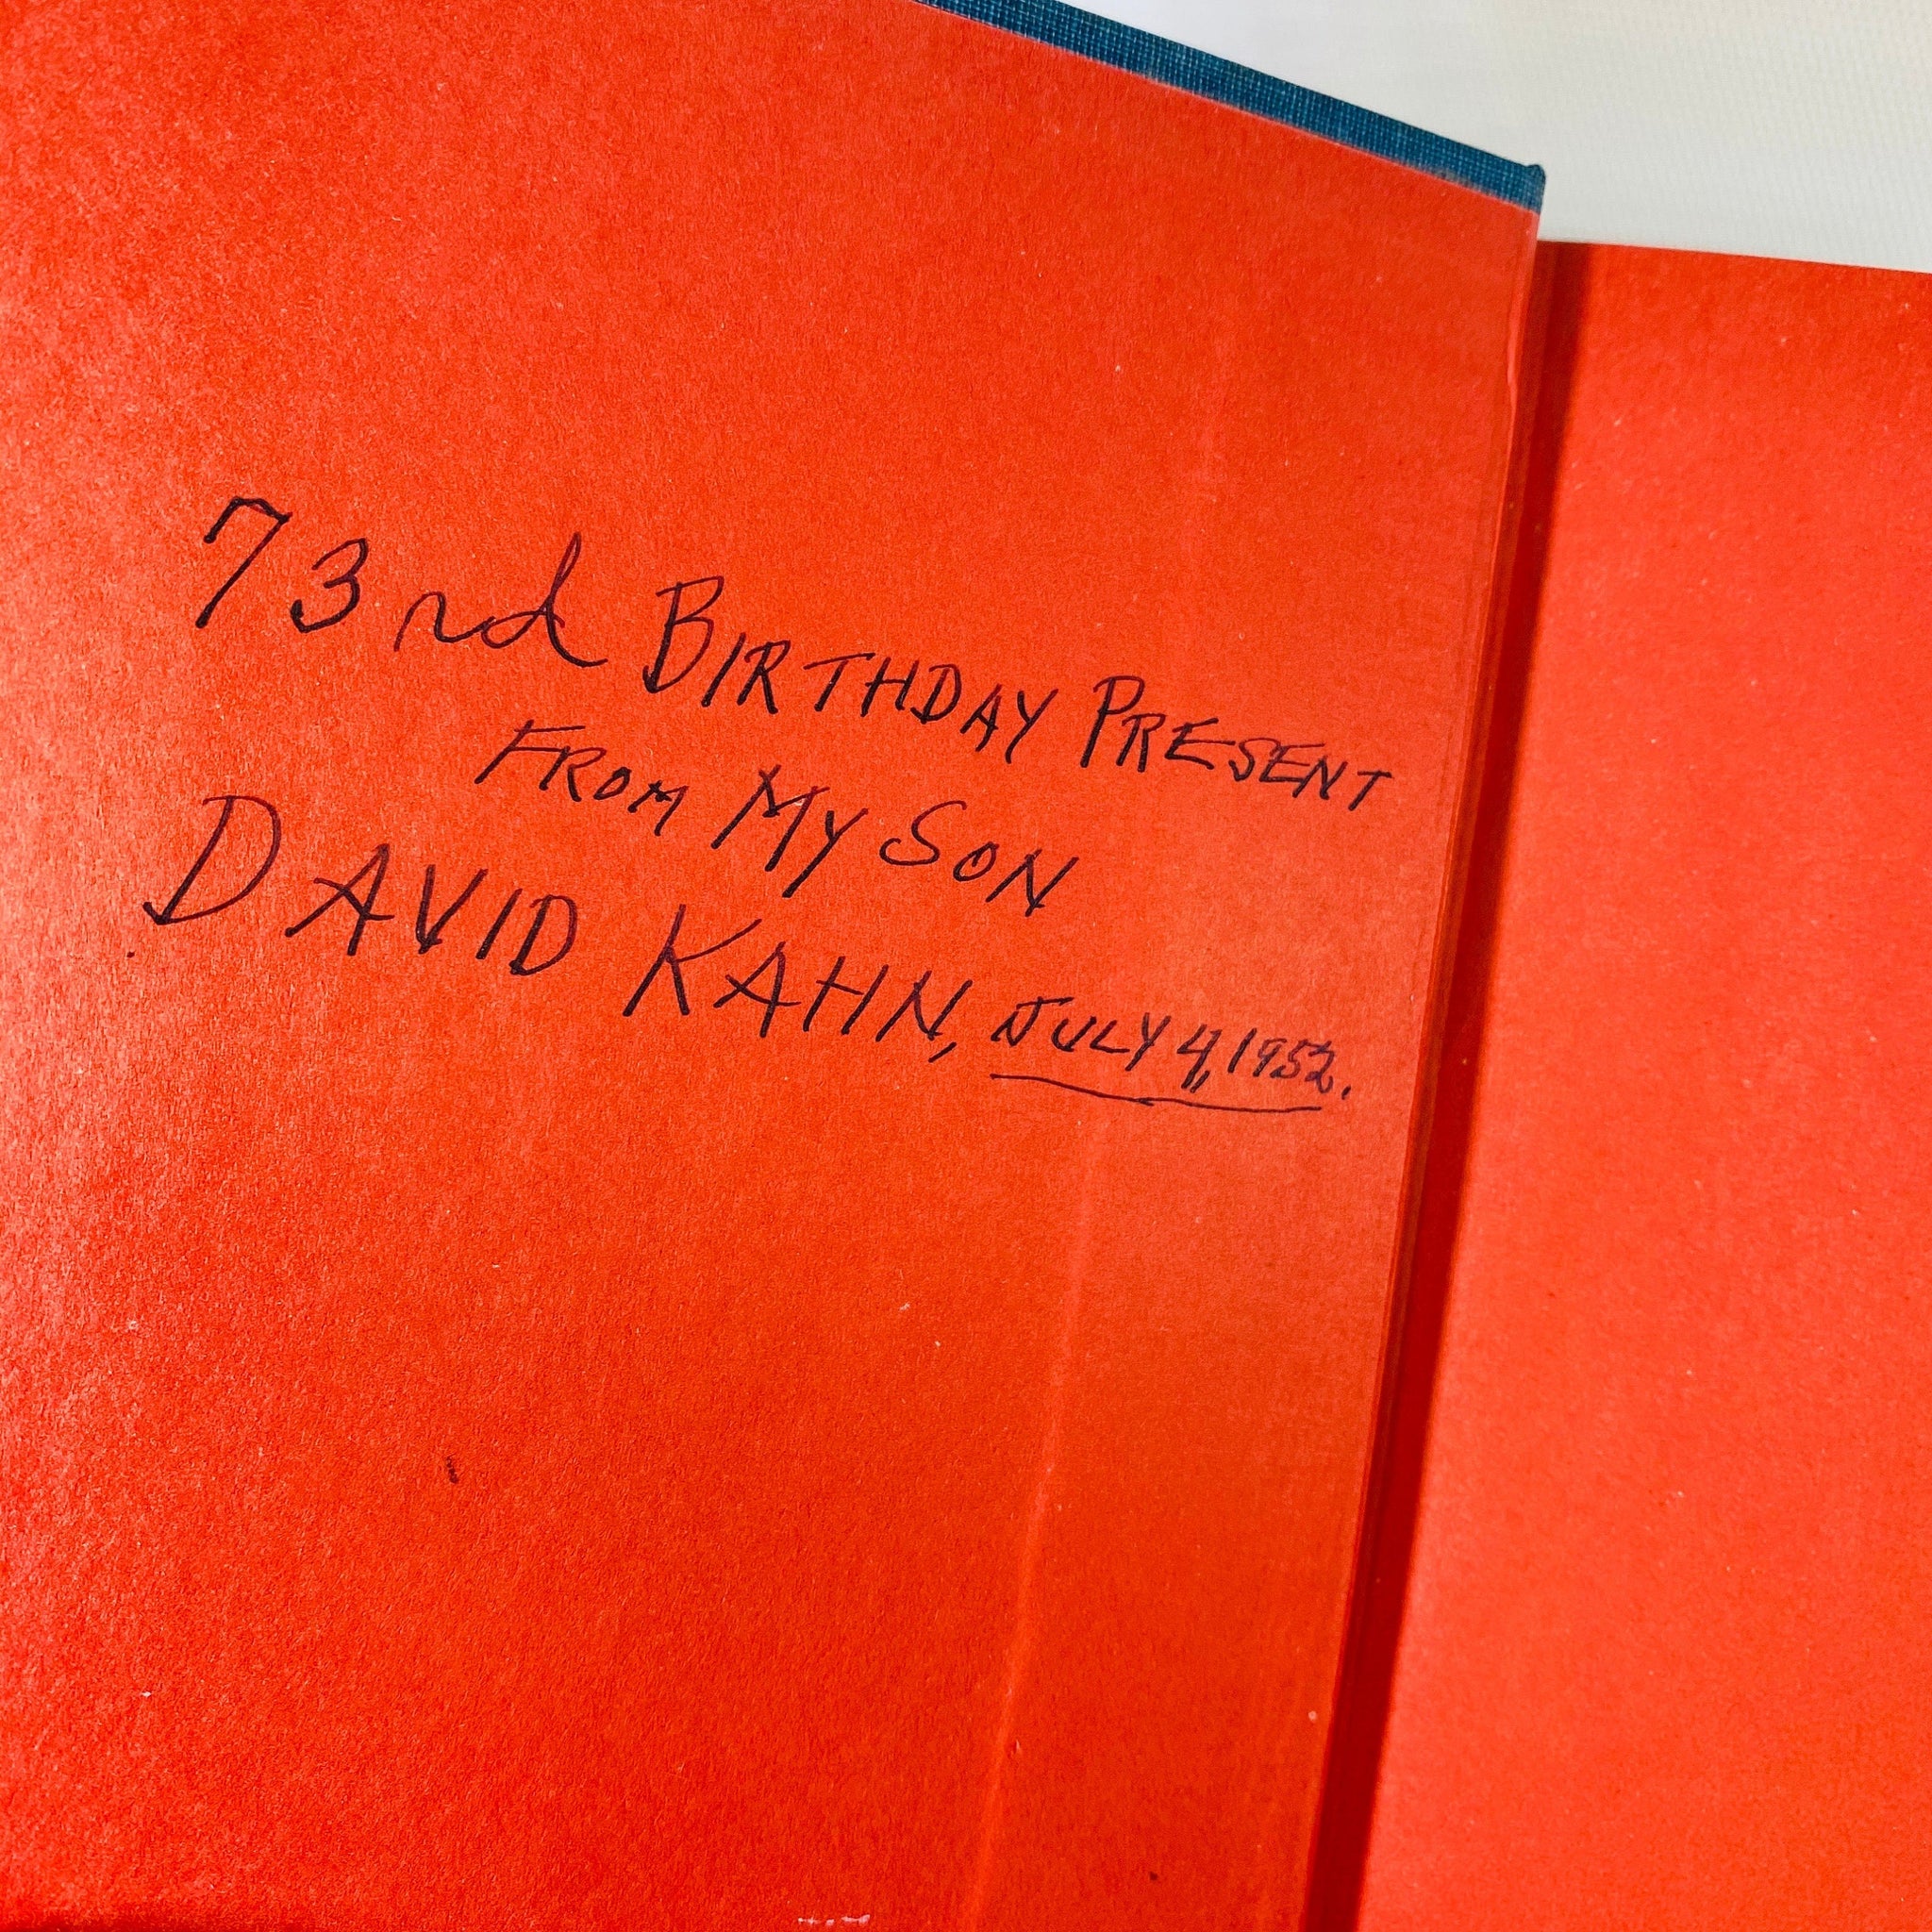 73rd BIRTHDAY PRESENT
FROM MY SON
DAVID KAHN, JULY 4, 1952.